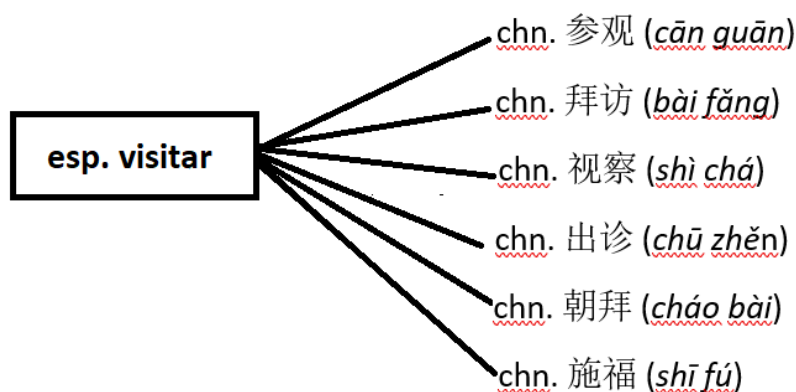 chn. 参观 (cān guān)
chn. 拜访 (bài fǎng)
esp. visitar
chn. 视察 (shì chá)
chn. 出诊 (chū zhěn)
chn. 朝拜 (cháo bài)
chn. 施福 (shī fú)